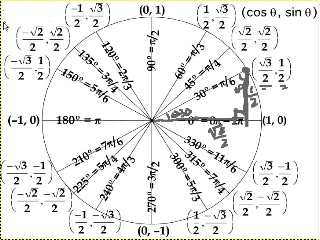 (0, 1)
(cos θ, sin θ)
(-1/2, √3/2)
(1/2, √3/2)
(-√2/2, √2/2)
(√2/2, √2/2)
(-√3/2, 1/2)
(√3/2, 1/2)
120° = 2π/3
90° = π/2
60° = π/3
135° = 3π/4
45° = π/4
150° = 5π/6
30° = π/6
(-1, 0)
180° = π
(1, 0)
210° = 7π/6
330° = 11π/6
225° = 5π/4
315° = 7π/4
240° = 4π/3
270° = 3π/2
300° = 5π/3
(-√3/2, -1/2)
(√3/2, -1/2)
(-√2/2, -√2/2)
(√2/2, -√2/2)
(-1/2, -√3/2)
(1/2, -√3/2)
(0, -1)